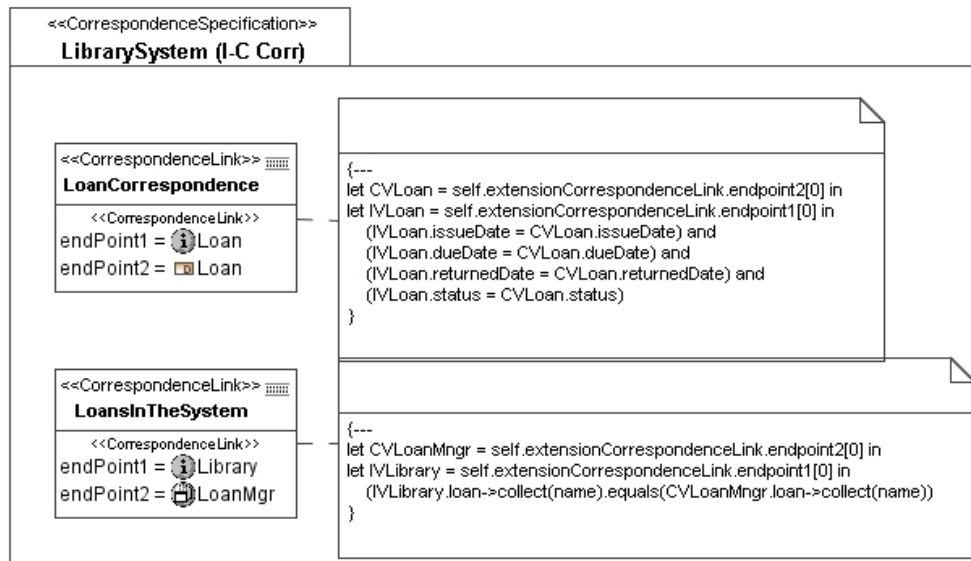 <<CorrespondenceSpecification>>
LibrarySystem (I-C Corr)
<<CorrespondenceLink>>
LoanCorrespondence
<<CorrespondenceLink>>
endPoint1 = Loan
endPoint2 = Loan
{---
let CVLoan = self.extensionCorrespondenceLink.endpoint2[0] in
let IVLoan = self.extensionCorrespondenceLink.endpoint1[0] in
(IVLoan.issueDate = CVLoan.issueDate) and
(IVLoan.dueDate = CVLoan.dueDate) and
(IVLoan.returnedDate = CVLoan.returnedDate) and
(IVLoan.status = CVLoan.status)
}
<<CorrespondenceLink>>
LoansInTheSystem
<<CorrespondenceLink>>
endPoint1 = Library
endPoint2 = LoanMgr
{---
let CVLoanMngr = self.extensionCorrespondenceLink.endpoint2[0] in
let IVLibrary = self.extensionCorrespondenceLink.endpoint1[0] in
(IVLibrary.loan->collect(name).equals(CVLoanMngr.loan->collect(name))
}